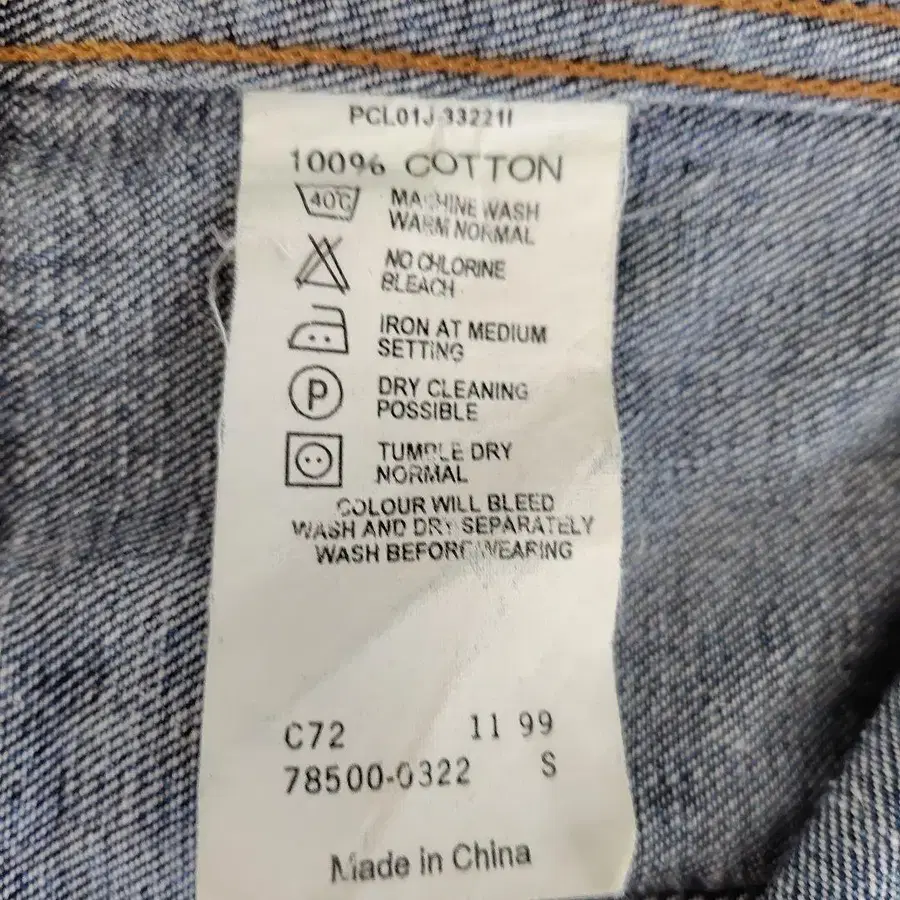 PCL01J-33221I
100% COTTON
40°C MACHINE WASH
WARM NORMAL
NO CHLORINE
BLEACH
IRON AT MEDIUM
SETTING
P DRY CLEANING
POSSIBLE
TUMBLE DRY
NORMAL
COLOUR WILL BLEED
WASH AND DRY SEPARATELY
WASH BEFORE WEARING
C72 11 99
78500-0322 S
Made in China